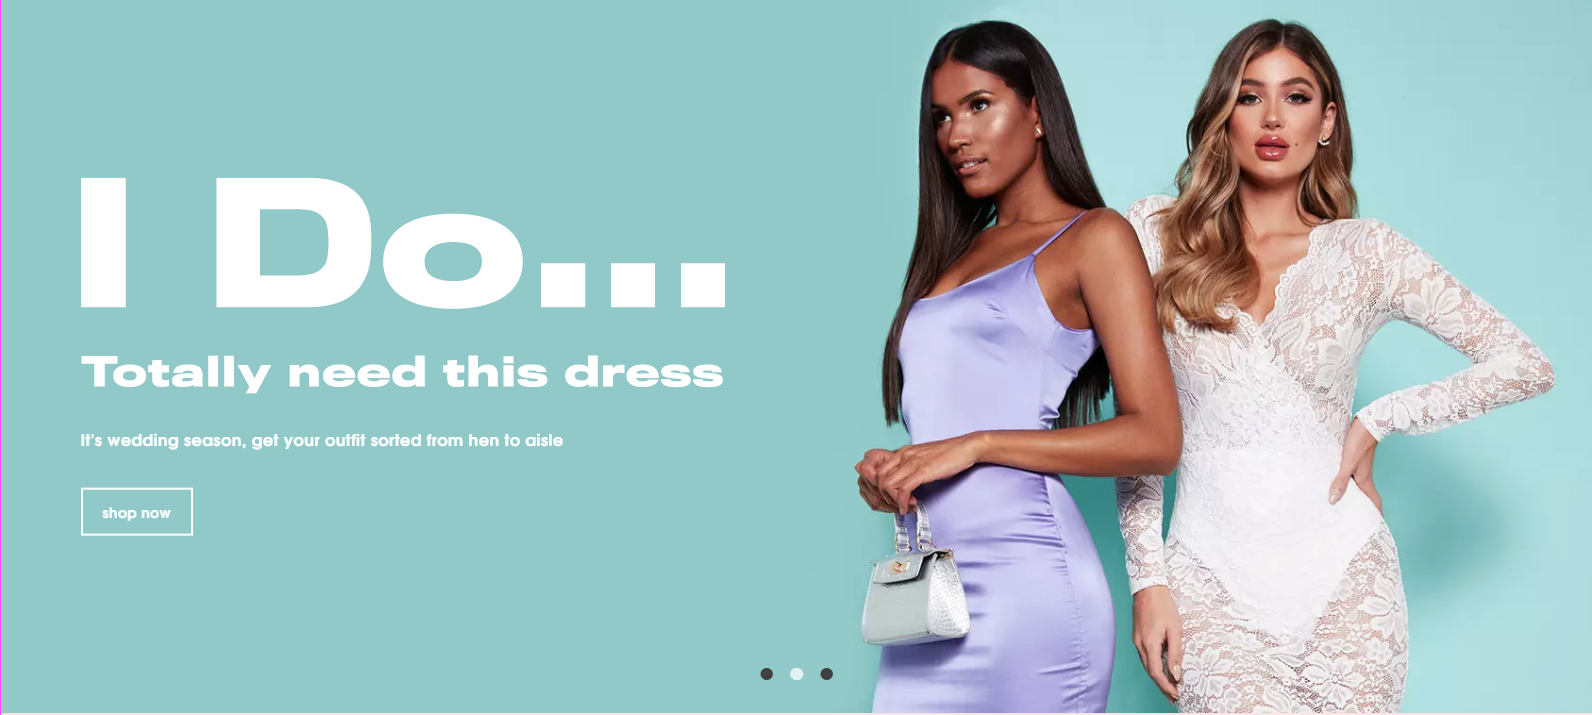 I Do...
Totally need this dress
It's wedding season, get your outfit sorted from hen to aisle
shop now